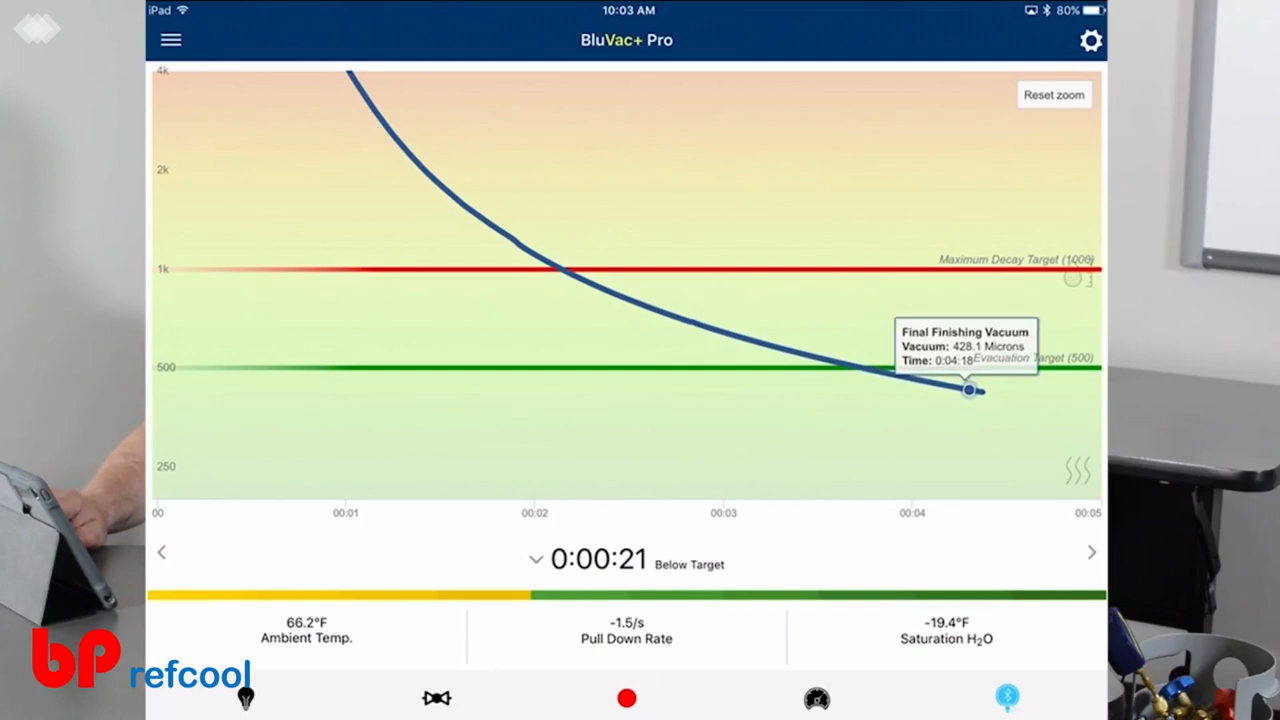 iPad
10:03 AM
80%
BluVac+ Pro
Reset zoom
4k
2k
1k
Maximum Decay Target (1000)
Final Finishing Vacuum
Vacuum: 428.1 Microns
Time: 0:04:18
Evacuation Target (500)
500
250
00
00:01
00:02
00:03
00:04
00:05
0:00:21 Below Target
66.2°F
Ambient Temp.
-1.5/s
Pull Down Rate
-19.4°F
Saturation H2O
bp refcool